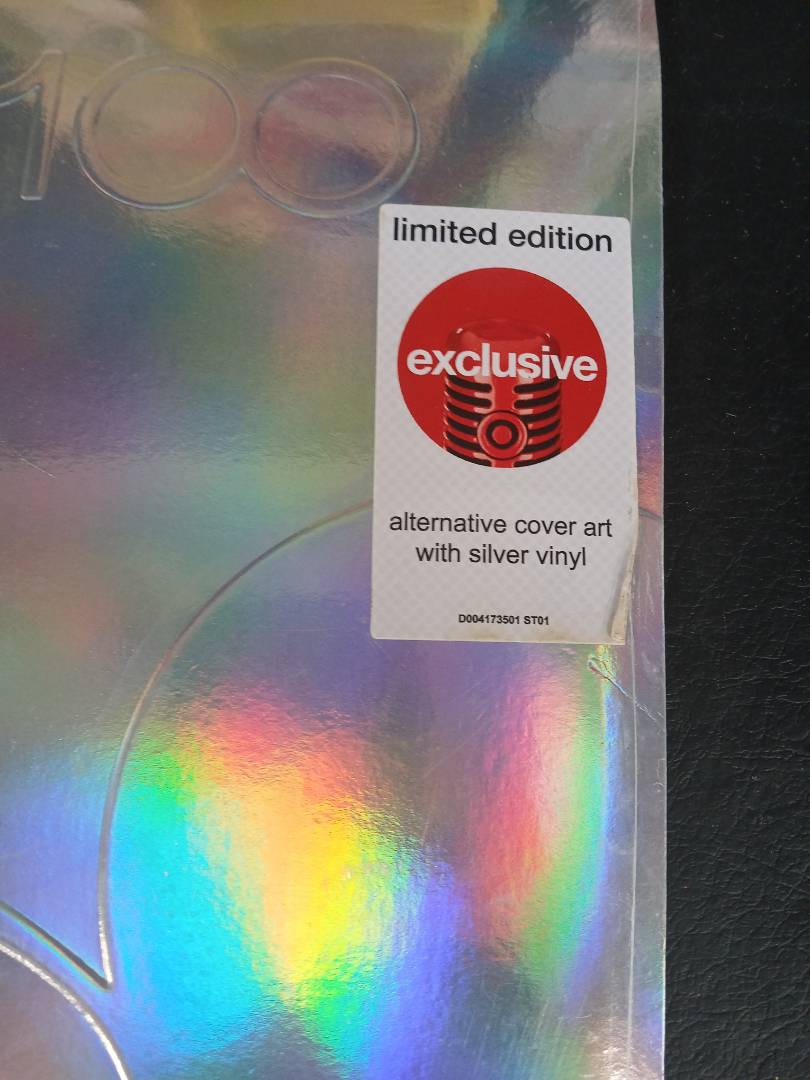 100
limited edition
exclusive
alternative cover art
with silver vinyl
D004173501 ST01